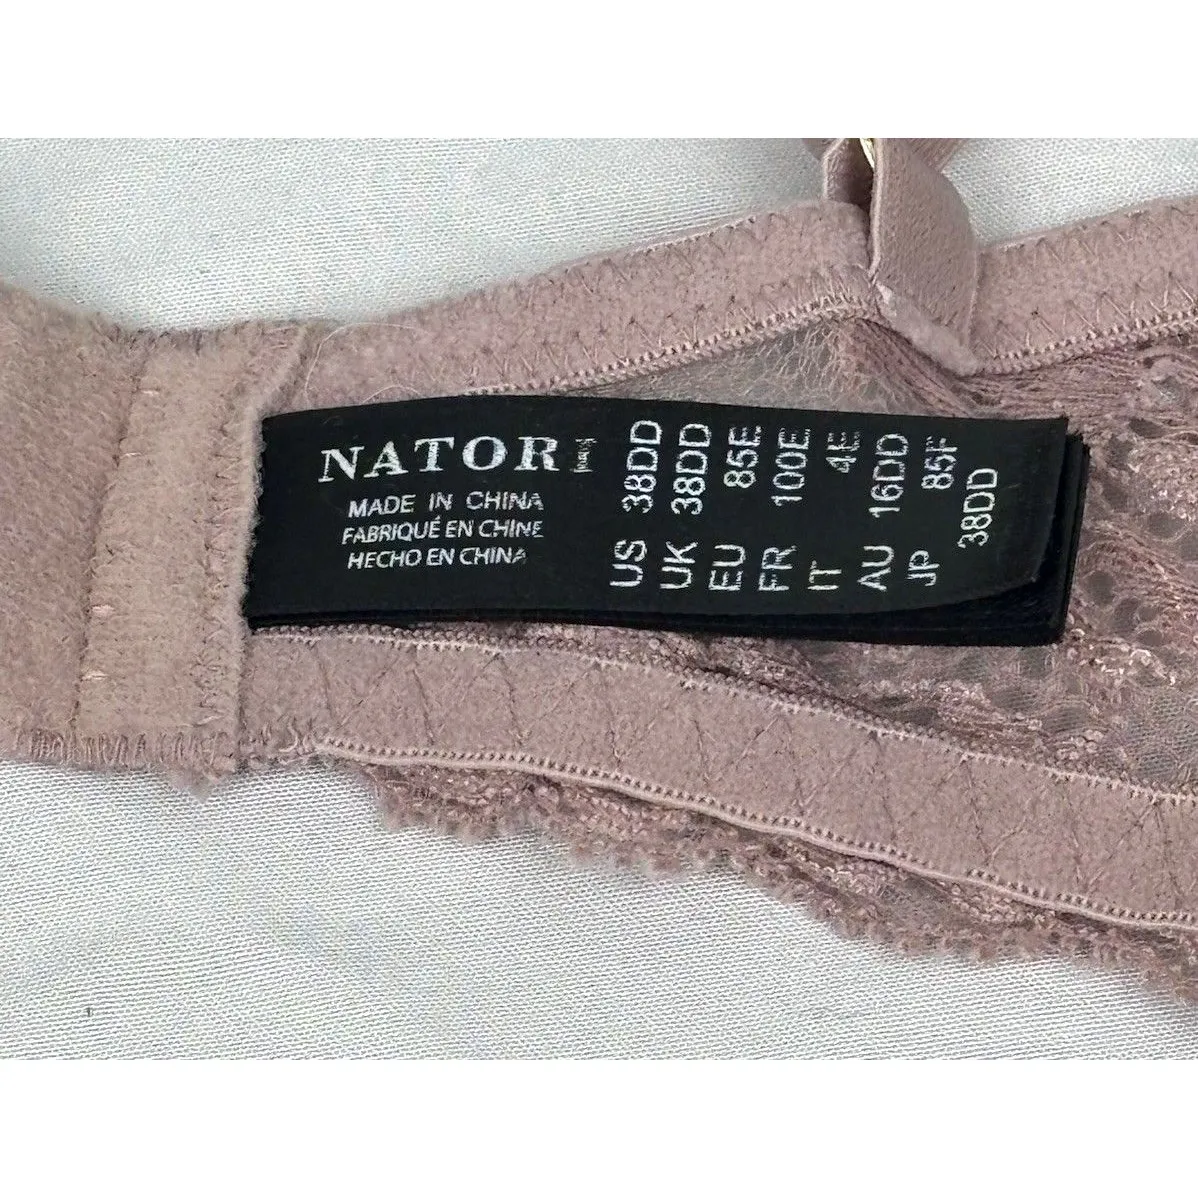 NATORI
MADE IN CHINA
FABRIQUÉ EN CHINE
HECHO EN CHINA
US 38DD
UK 38DD
EU 85E
FR 100E
IT 4E
AU 16DD
JP 85F
38DD